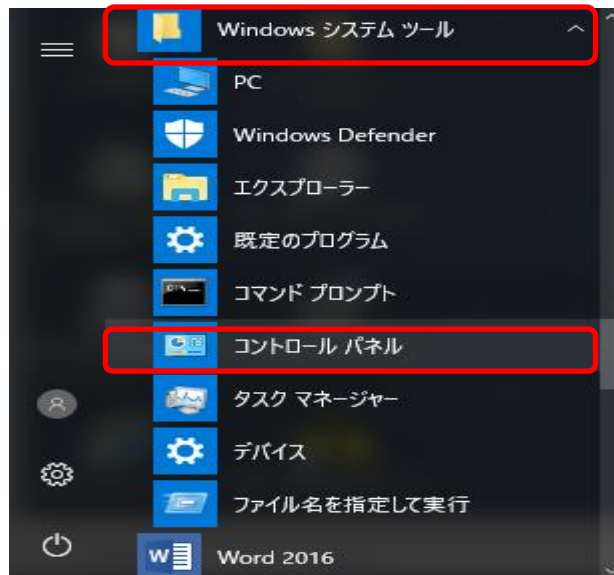 Windows システム ツール
PC
Windows Defender
エクスプローラー
既定のプログラム
コマンド プロンプト
コントロール パネル
タスク マネージャー
デバイス
ファイル名を指定して実行
Word 2016